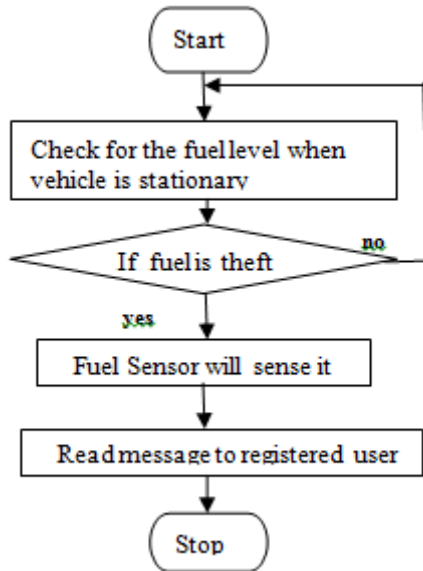 Start
Check for the fuel level when
vehicle is stationary
If fuel is theft
no
yes
Fuel Sensor will sense it
Read message to registered user
Stop